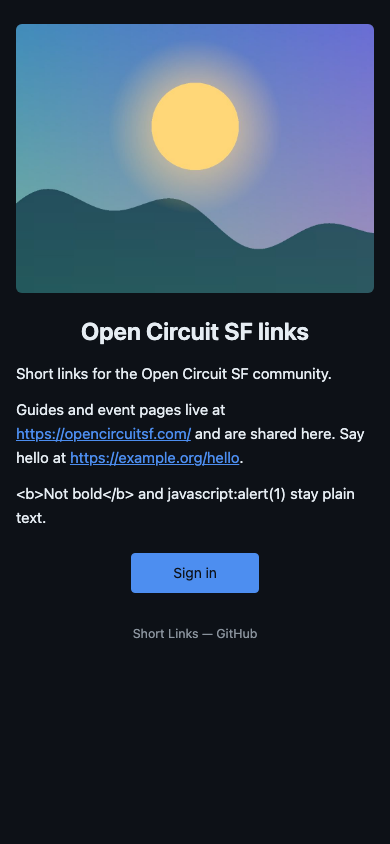 Open Circuit SF links
Short links for the Open Circuit SF community.
Guides and event pages live at
https://opencircuitsf.com/ and are shared here. Say
hello at https://example.org/hello.
<b>Not bold</b> and javascript:alert(1) stay plain
text.
Sign in
Short Links — GitHub